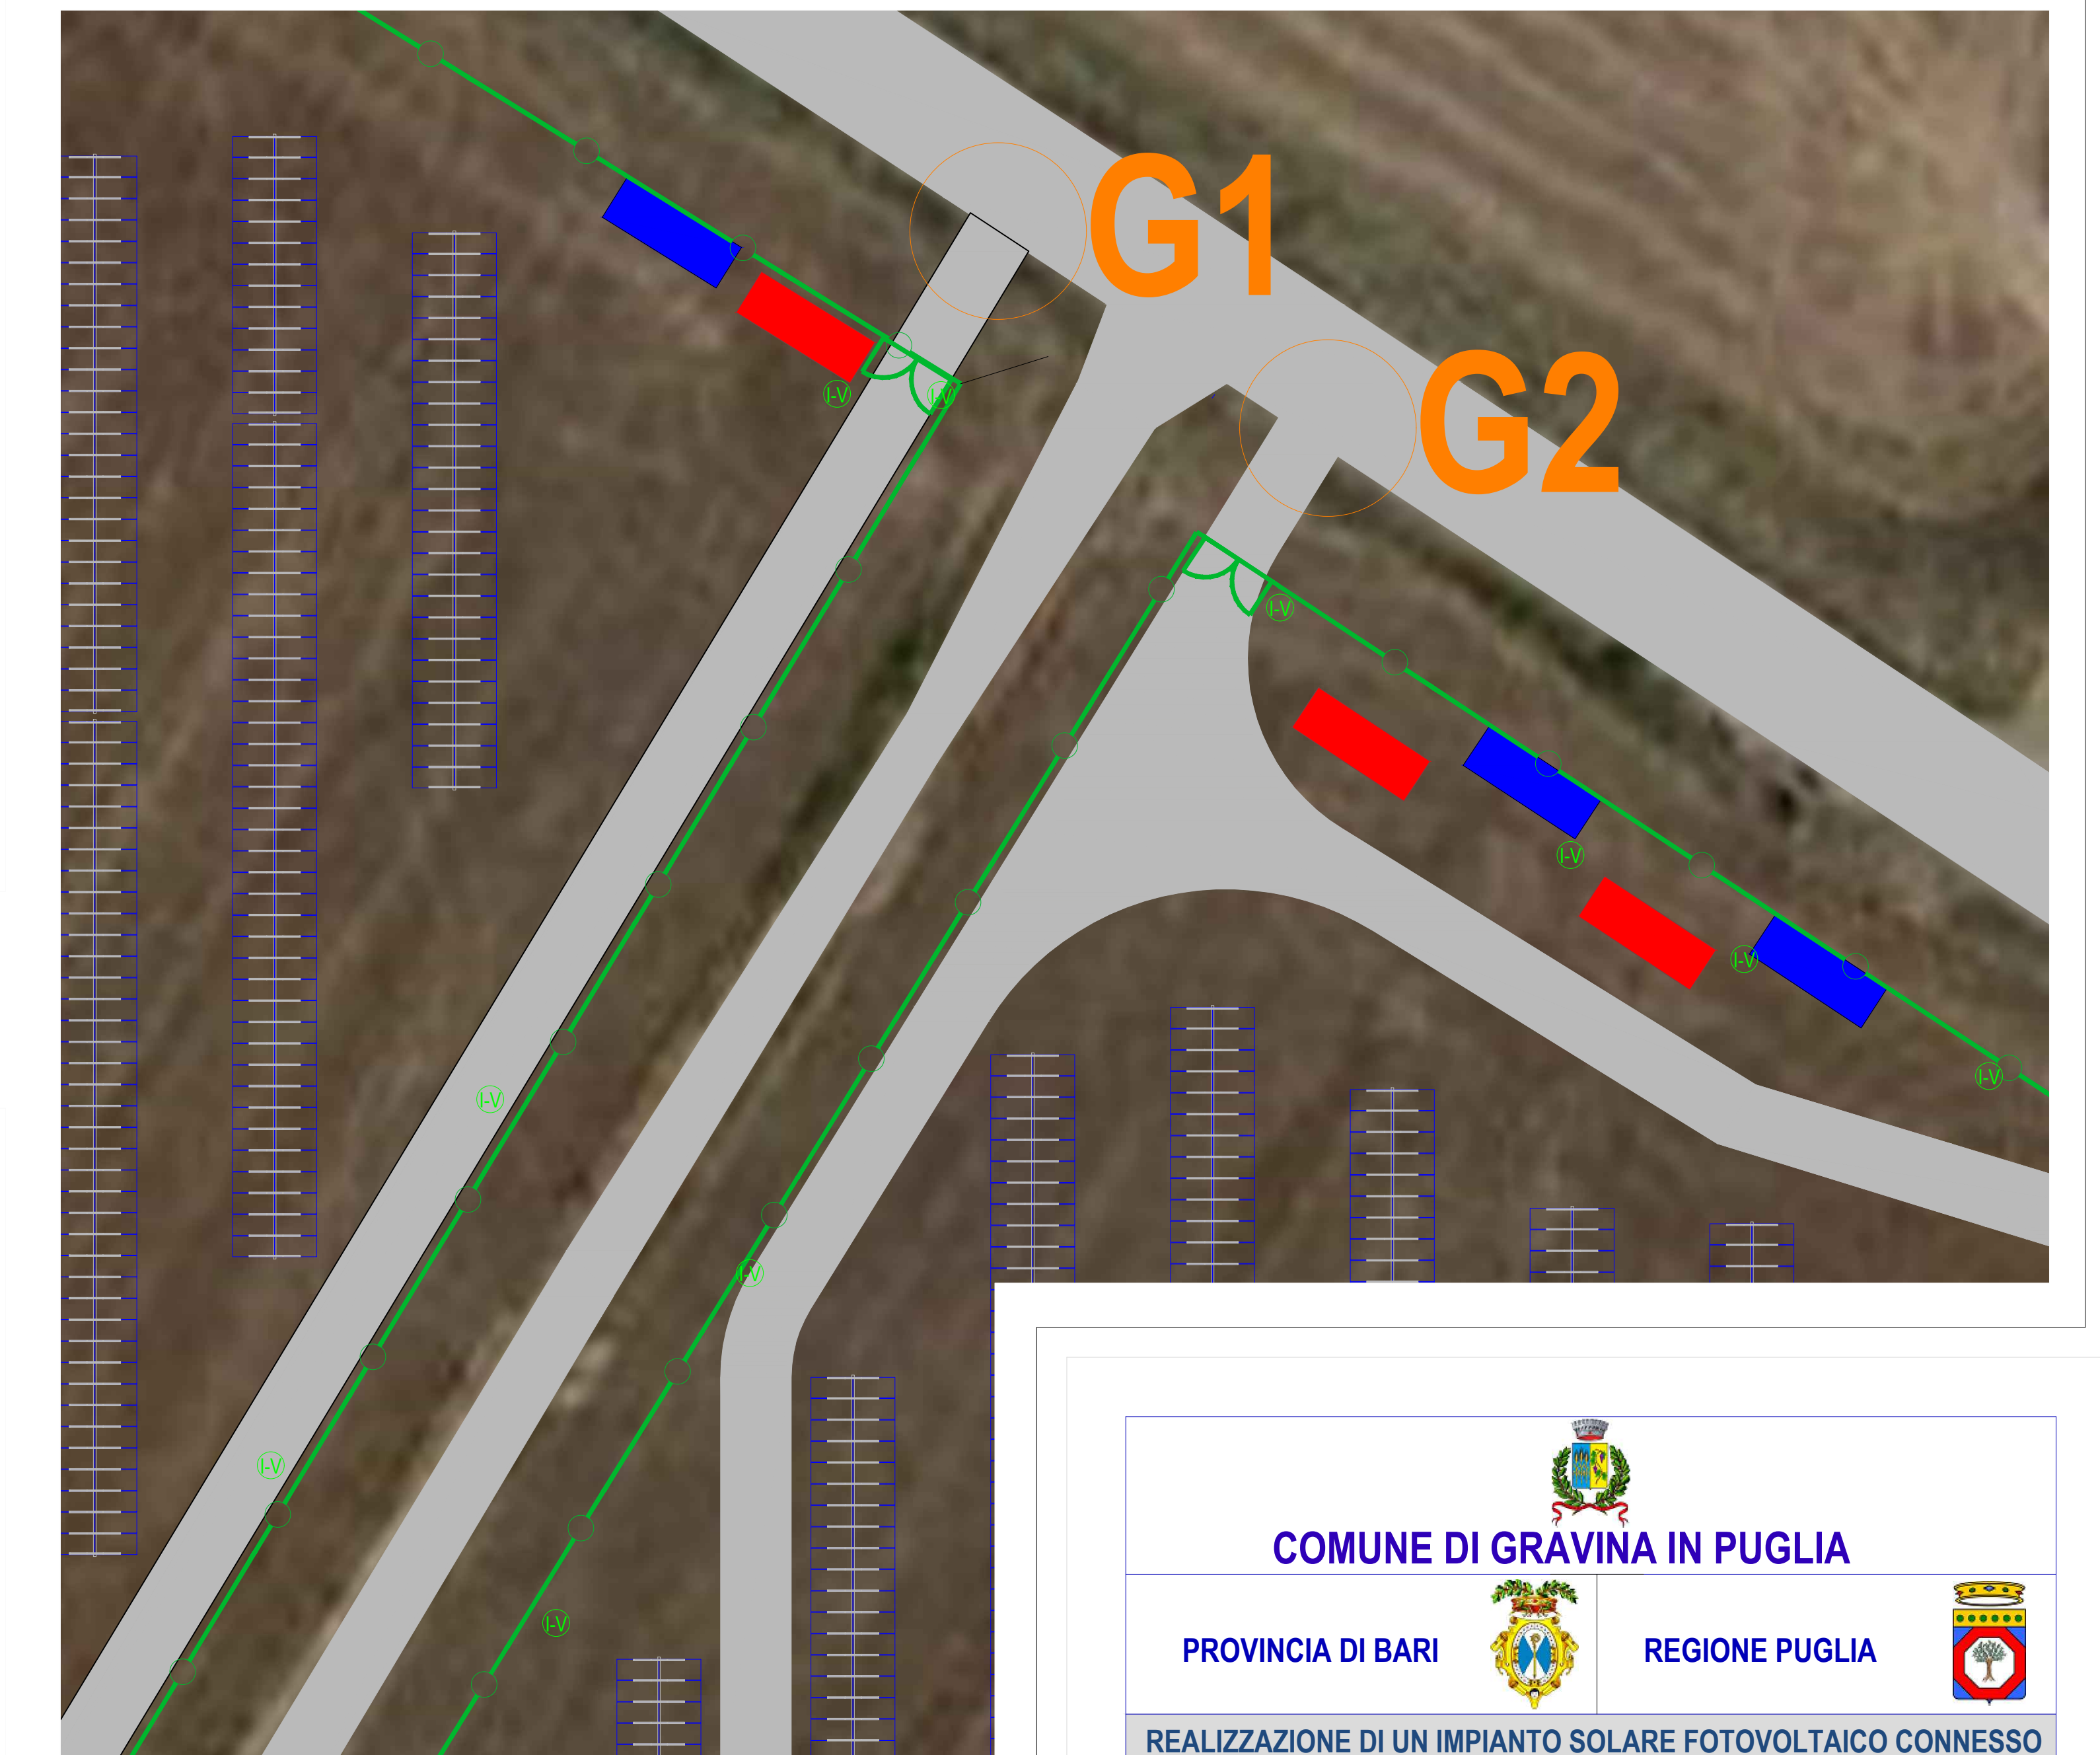 G1
I-V
I-V
G2
I-V
I-V
I-V
I-V
I-V
I-V
I-V
I-V
COMUNE DI GRAVINA IN PUGLIA
PROVINCIA DI BARI
REGIONE PUGLIA
REALIZZAZIONE DI UN IMPIANTO SOLARE FOTOVOLTAICO CONNESSO